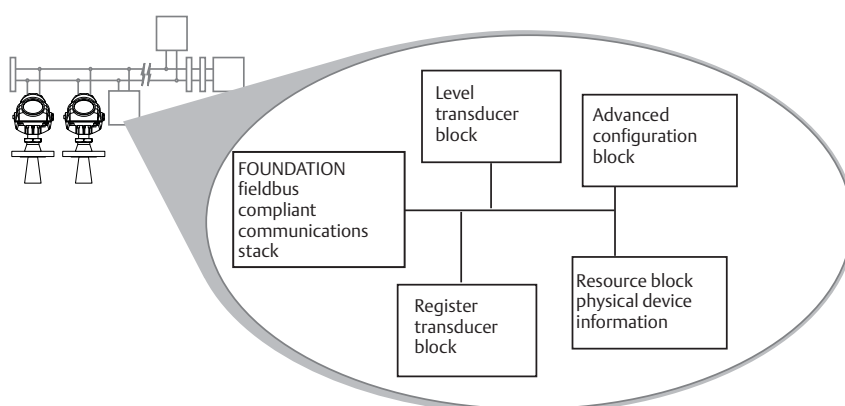 Level
transducer
block
Advanced
configuration
block
FOUNDATION
fieldbus
compliant
communications
stack
Register
transducer
block
Resource block
physical device
information